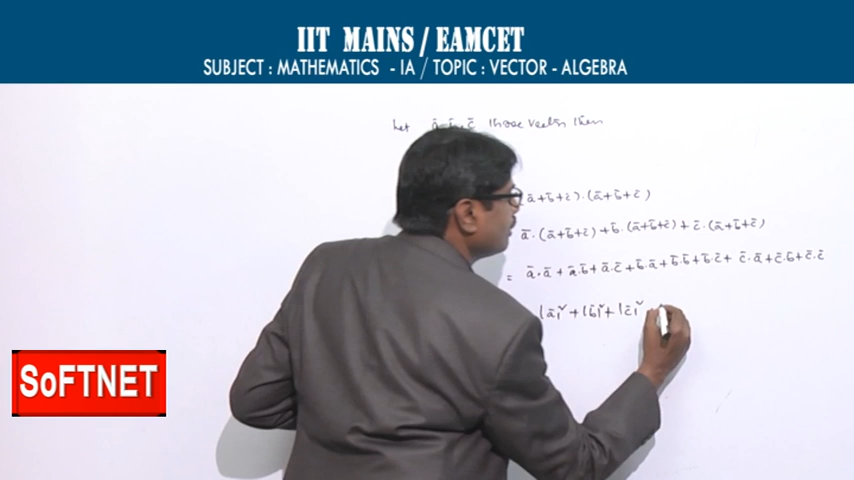 IIT MAINS / EAMCET
SUBJECT : MATHEMATICS - IA / TOPIC : VECTOR - ALGEBRA
Let ā, b̄, c̄ three vectors then
(ā+b̄+c̄).(ā+b̄+c̄)
ā.(ā+b̄+c̄)+b̄.(ā+b̄+c̄)+c̄.(ā+b̄+c̄)
= ā.ā+ā.b̄+ā.c̄+b̄.ā+b̄.b̄+b̄.c̄+c̄.ā+c̄.b̄+c̄.c̄
|ā|²+|b̄|²+|c̄|²
SoFTNET